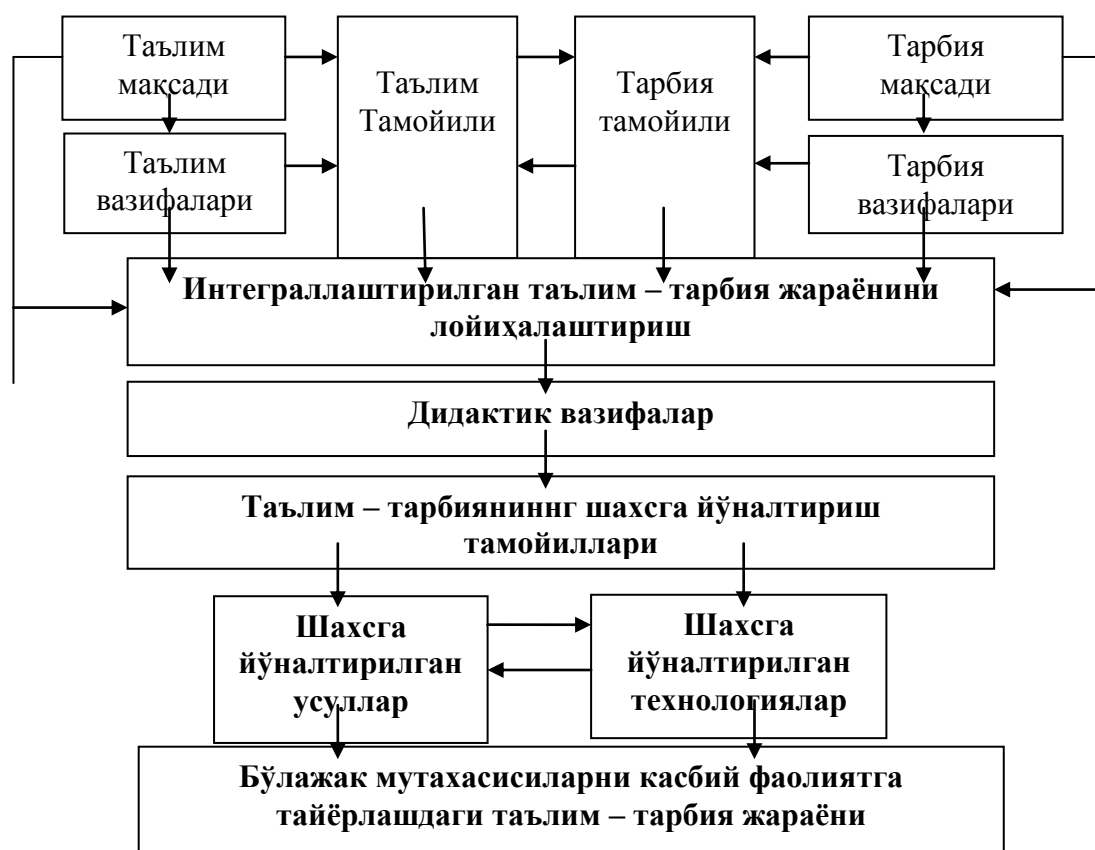 Таълим
мақсади
Таълим
Тамойили
Тарбия
тамойили
Тарбия
мақсади
Таълим
вазифалари
Тарбия
вазифалари
Интеграллаштирилган таълим – тарбия жараёнини
лойиҳалаштириш
Дидактик вазифалар
Таълим – тарбияниннг шахсга йўналтириш
тамойиллари
Шахсга
йўналтирилган
усуллар
Шахсга
йўналтирилган
технологиялар
Бўлажак мутахасисиларни касбий фаолиятга
тайёрлашдаги таълим – тарбия жараёни